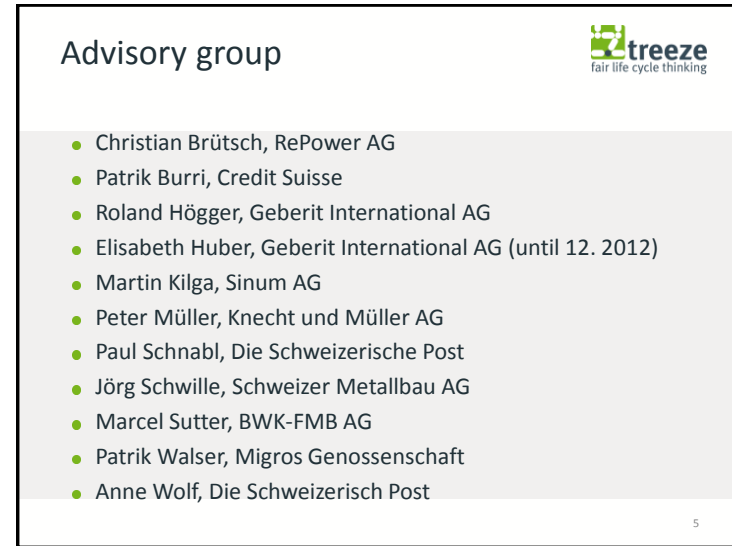 Advisory group
treeze
fair life cycle thinking
Christian Brütsch, RePower AG
Patrik Burri, Credit Suisse
Roland Högger, Geberit International AG
Elisabeth Huber, Geberit International AG (until 12. 2012)
Martin Kilga, Sinum AG
Peter Müller, Knecht und Müller AG
Paul Schnabl, Die Schweizerische Post
Jörg Schwille, Schweizer Metallbau AG
Marcel Sutter, BWK-FMB AG
Patrik Walser, Migros Genossenschaft
Anne Wolf, Die Schweizerisch Post
5